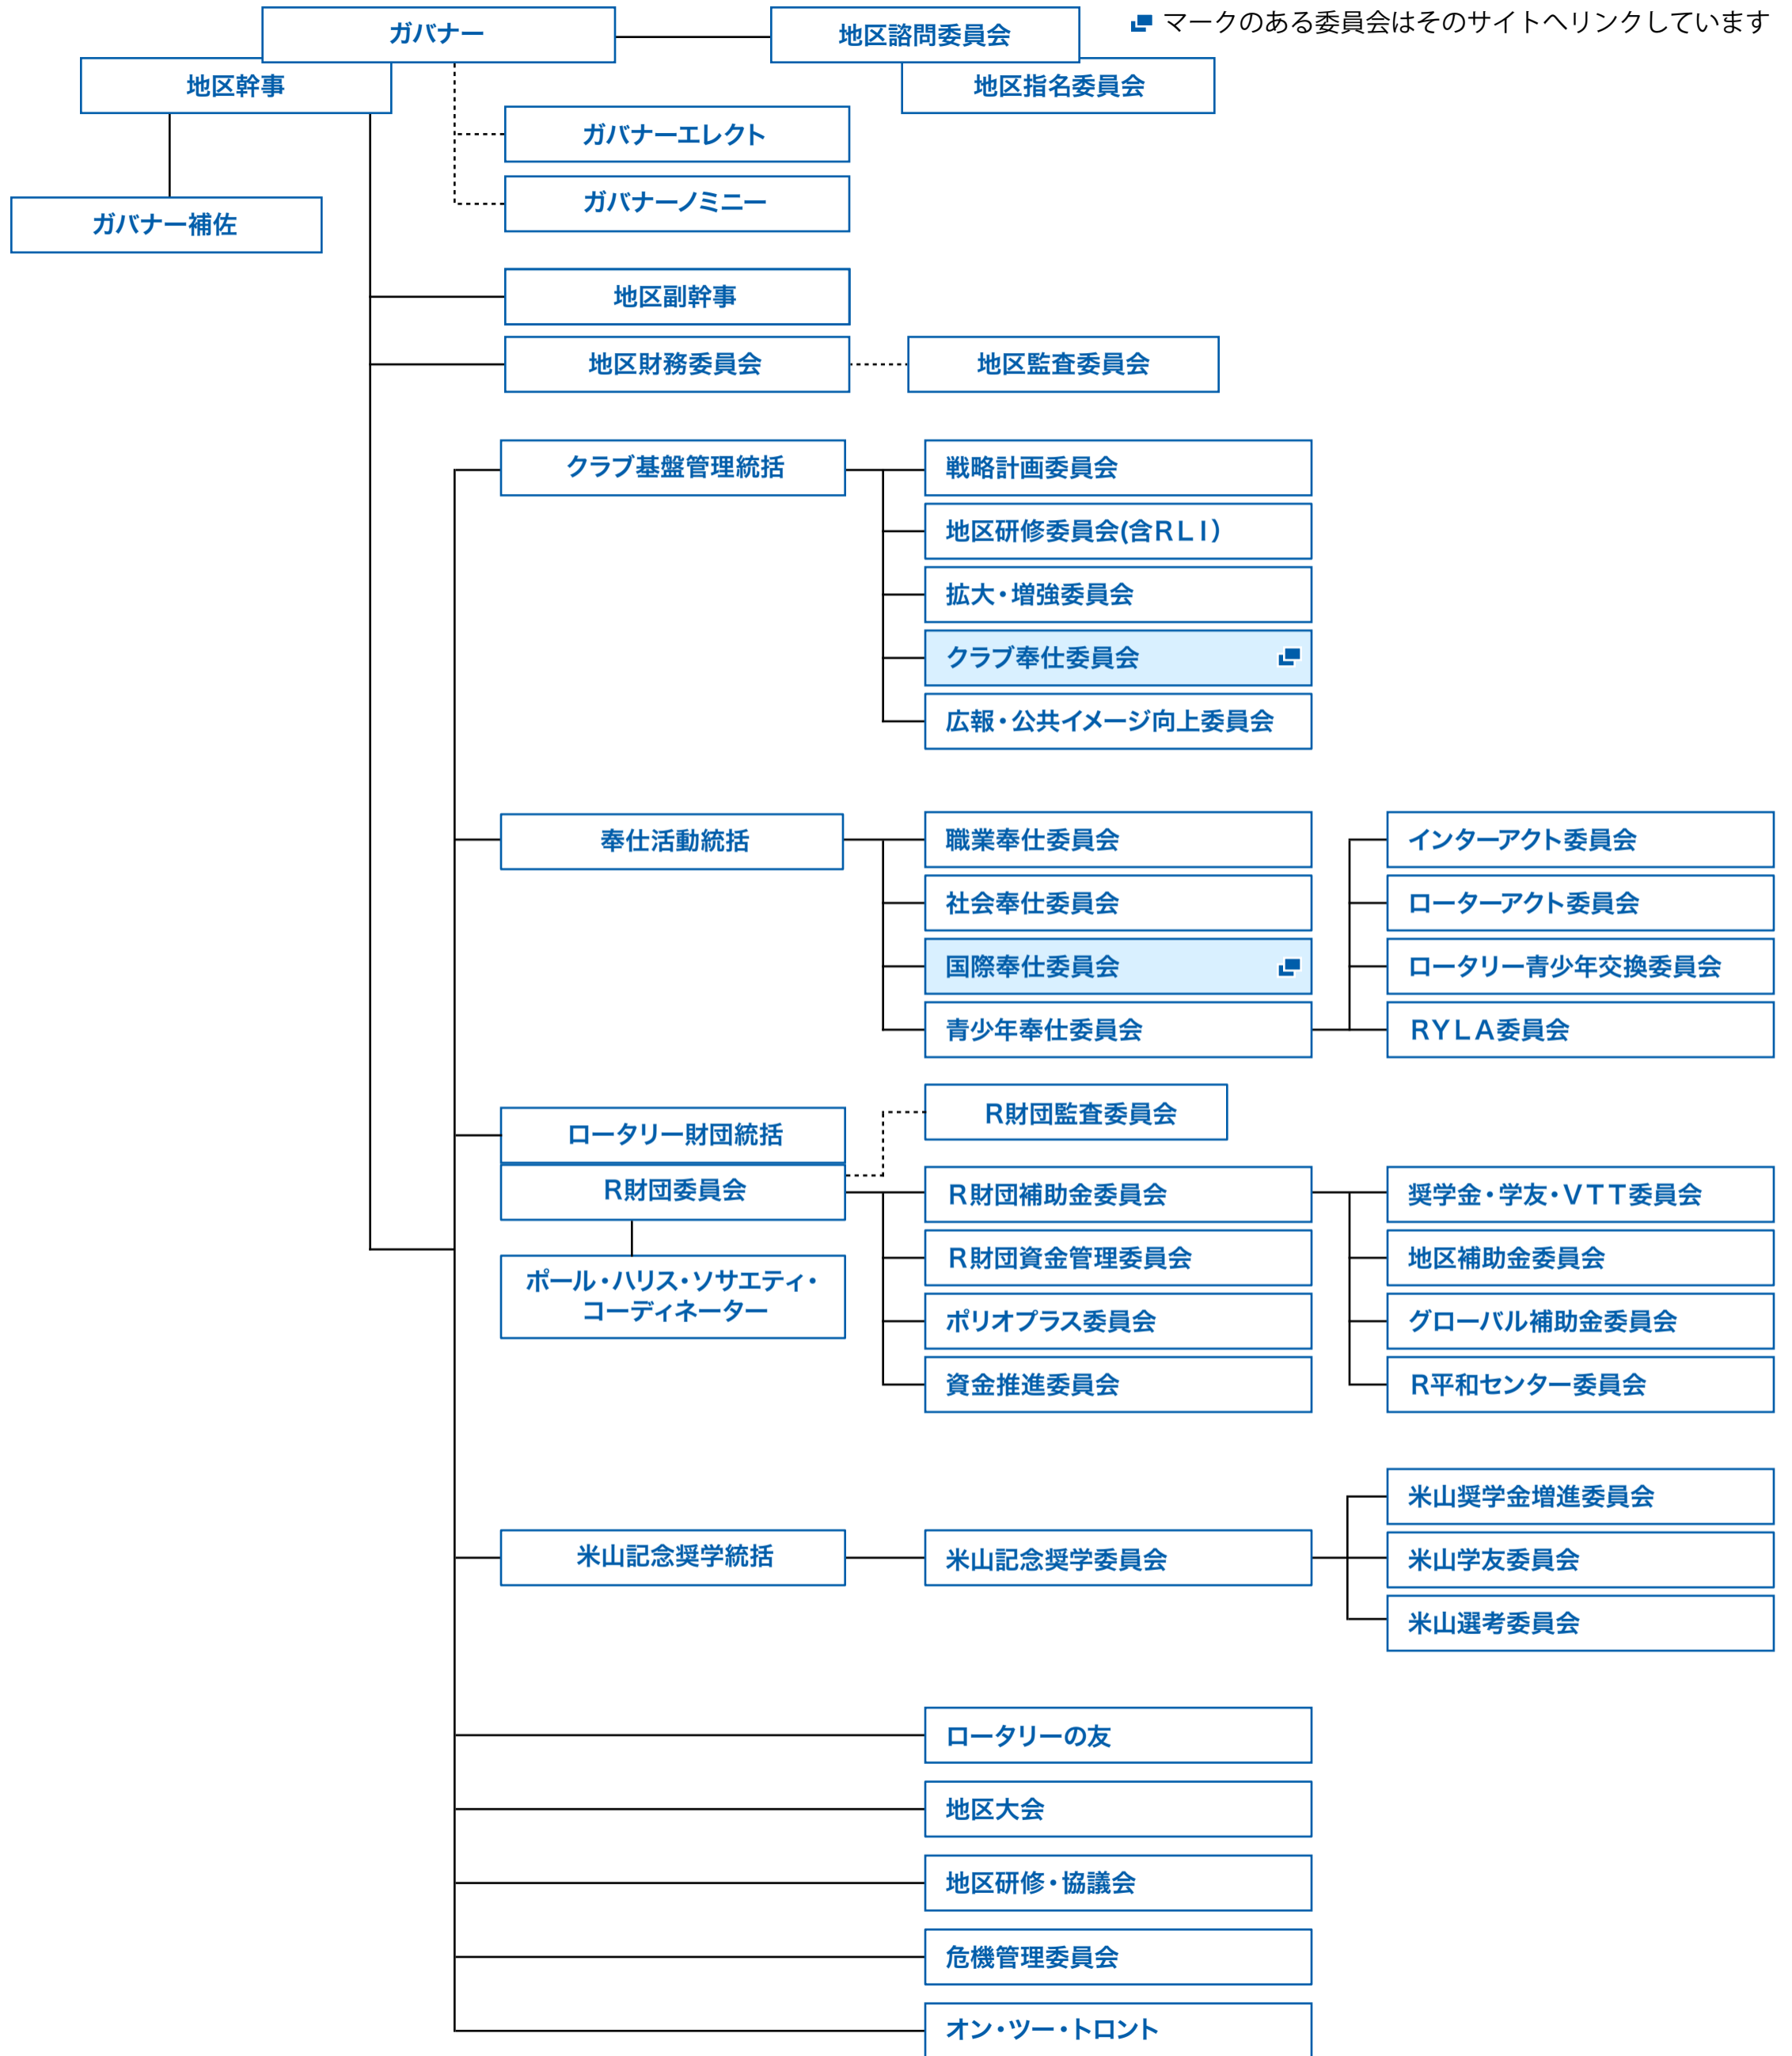 ガバナー
地区諮問委員会
マークのある委員会はそのサイトへリンクしています
地区幹事
地区指名委員会
ガバナーエレクト
ガバナーノミニー
ガバナー補佐
地区副幹事
地区財務委員会
地区監査委員会
クラブ基盤管理統括
戦略計画委員会
地区研修委員会(含ＲＬＩ）
拡大・増強委員会
クラブ奉仕委員会
広報・公共イメージ向上委員会
奉仕活動統括
職業奉仕委員会
社会奉仕委員会
国際奉仕委員会
青少年奉仕委員会
インターアクト委員会
ローターアクト委員会
ロータリー青少年交換委員会
ＲＹＬＡ委員会
ロータリー財団統括
Ｒ財団委員会
ポール・ハリス・ソサエティ・
コーディネーター
Ｒ財団監査委員会
Ｒ財団補助金委員会
Ｒ財団資金管理委員会
ポリオプラス委員会
資金推進委員会
奨学金・学友・ＶＴＴ委員会
地区補助金委員会
グローバル補助金委員会
Ｒ平和センター委員会
米山記念奨学統括
米山記念奨学委員会
米山奨学金増進委員会
米山学友委員会
米山選考委員会
ロータリーの友
地区大会
地区研修・協議会
危機管理委員会
オン・ツー・トロント